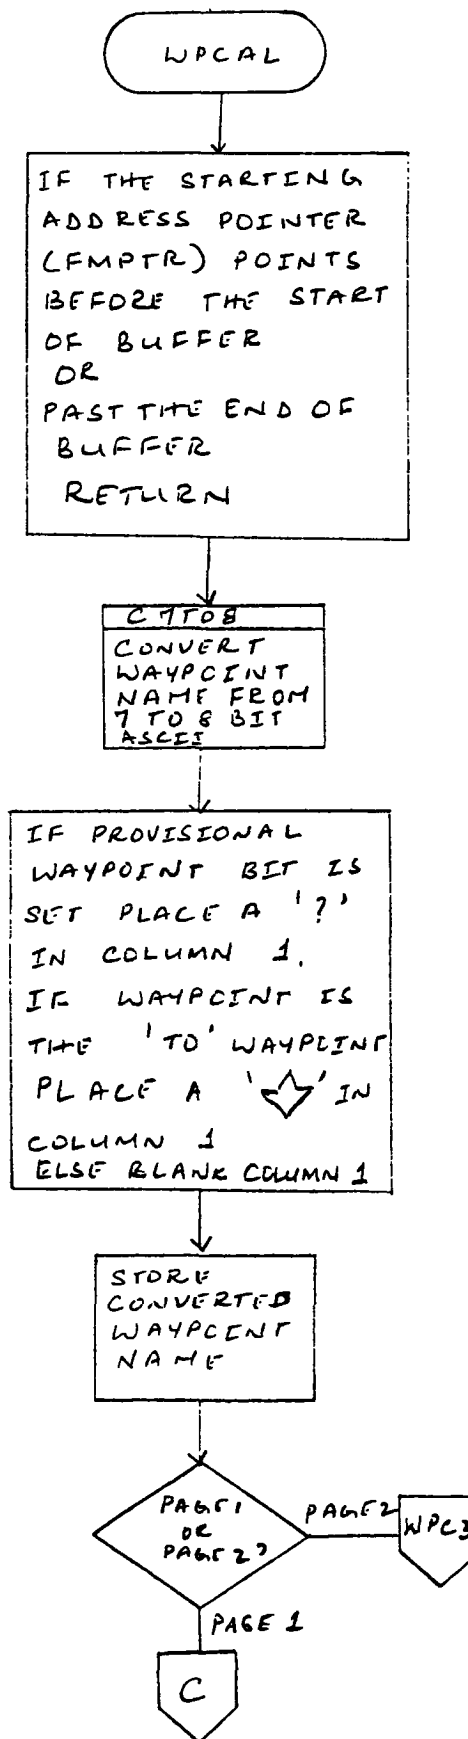 WPCAL
IF THE STARTING
ADDRESS POINTER
(FMPTR) POINTS
BEFORE THE START
OF BUFFER
OR
PAST THE END OF
BUFFER
RETURN
C7TO8
CONVERT
WAYPOINT
NAME FROM
7 TO 8 BIT
ASCII
IF PROVISIONAL
WAYPOINT BIT IS
SET PLACE A '?'
IN COLUMN 1.
IF WAYPOINT IS
THE 'TO' WAYPOINT
PLACE A ' ' IN
COLUMN 1
ELSE BLANK COLUMN 1
STORE
CONVERTED
WAYPOINT
NAME
PAGE 1
OR
PAGE 2?
PAGE 2
WPC3
PAGE 1
C